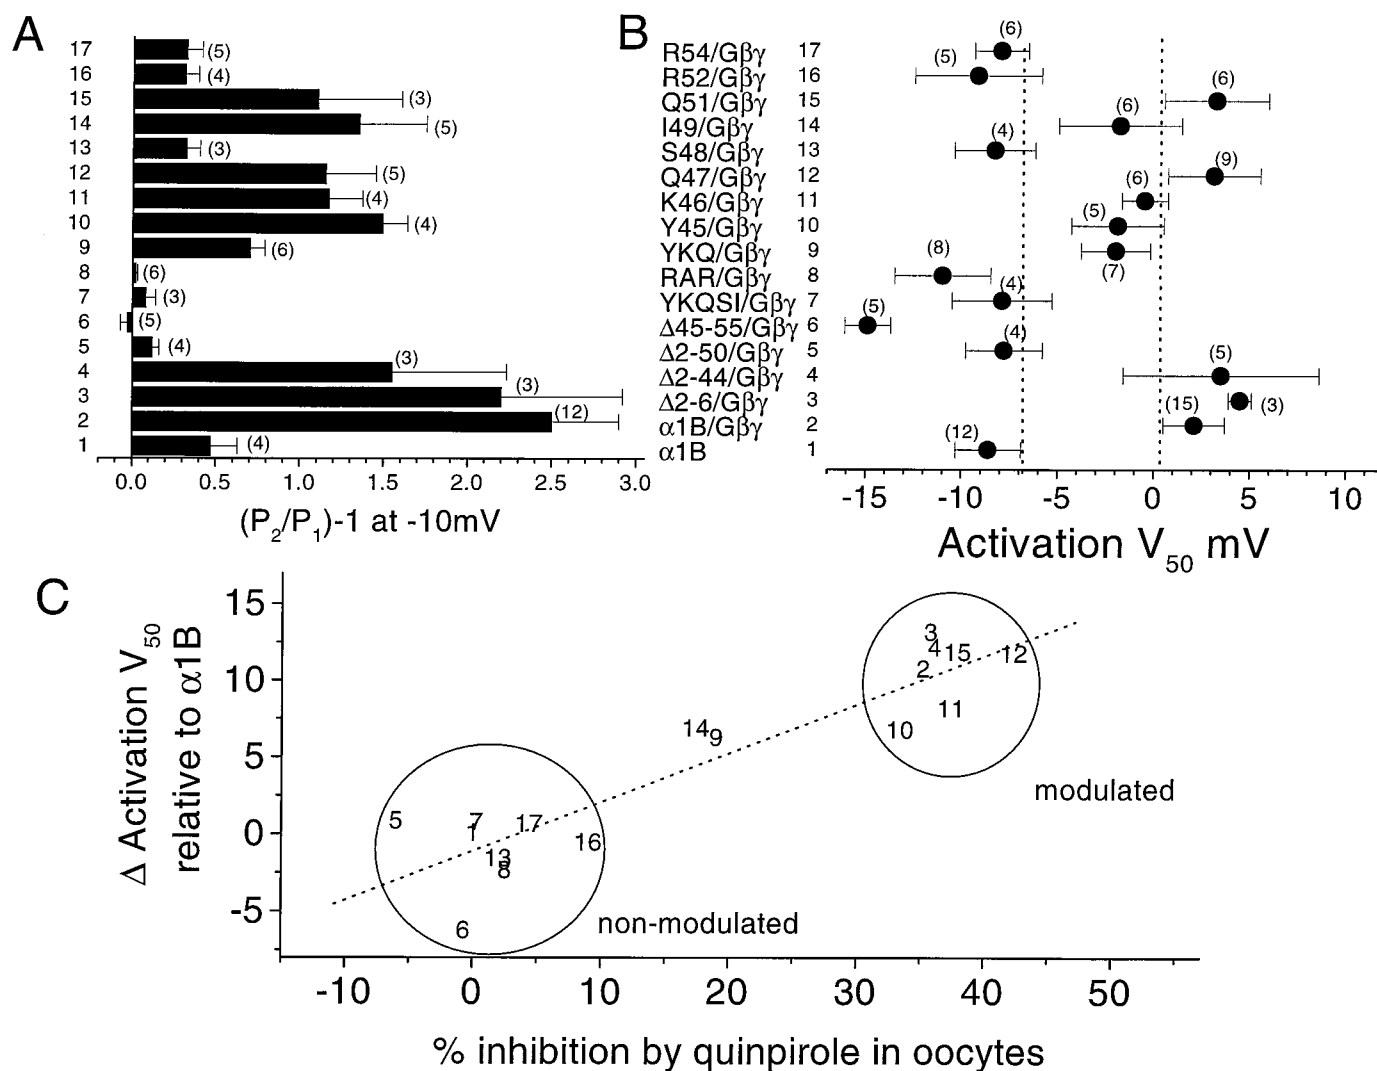 A
17 (5)
16 (4)
15 (3)
14 (5)
13 (3)
12 (5)
11 (4)
10 (4)
9 (6)
8 (6)
7 (3)
6 (5)
5 (4)
4 (3)
3 (3)
2 (12)
1 (4)
0.0 0.5 1.0 1.5 2.0 2.5 3.0
(P2/P1)-1 at -10mV
B
R54/Gβγ 17 (6)
R52/Gβγ 16 (5)
Q51/Gβγ 15 (6)
I49/Gβγ 14 (6)
S48/Gβγ 13 (4)
Q47/Gβγ 12 (9)
K46/Gβγ 11 (6)
Y45/Gβγ 10 (5)
YKQ/Gβγ 9 (7)
RAR/Gβγ 8 (8)
YKQSI/Gβγ 7 (4)
Δ45-55/Gβγ 6 (5)
Δ2-50/Gβγ 5 (4)
Δ2-44/Gβγ 4 (5)
Δ2-6/Gβγ 3 (3)
α1B/Gβγ 2 (15)
α1B 1 (12)
-15 -10 -5 0 5 10
Activation V50 mV
C
Δ Activation V50
relative to α1B
15
10
5
0
-5
3
4 15 12
2
11
10
14 9
modulated
5 7 17
1 16
13
8
6
non-modulated
-10 0 10 20 30 40 50
% inhibition by quinpirole in oocytes